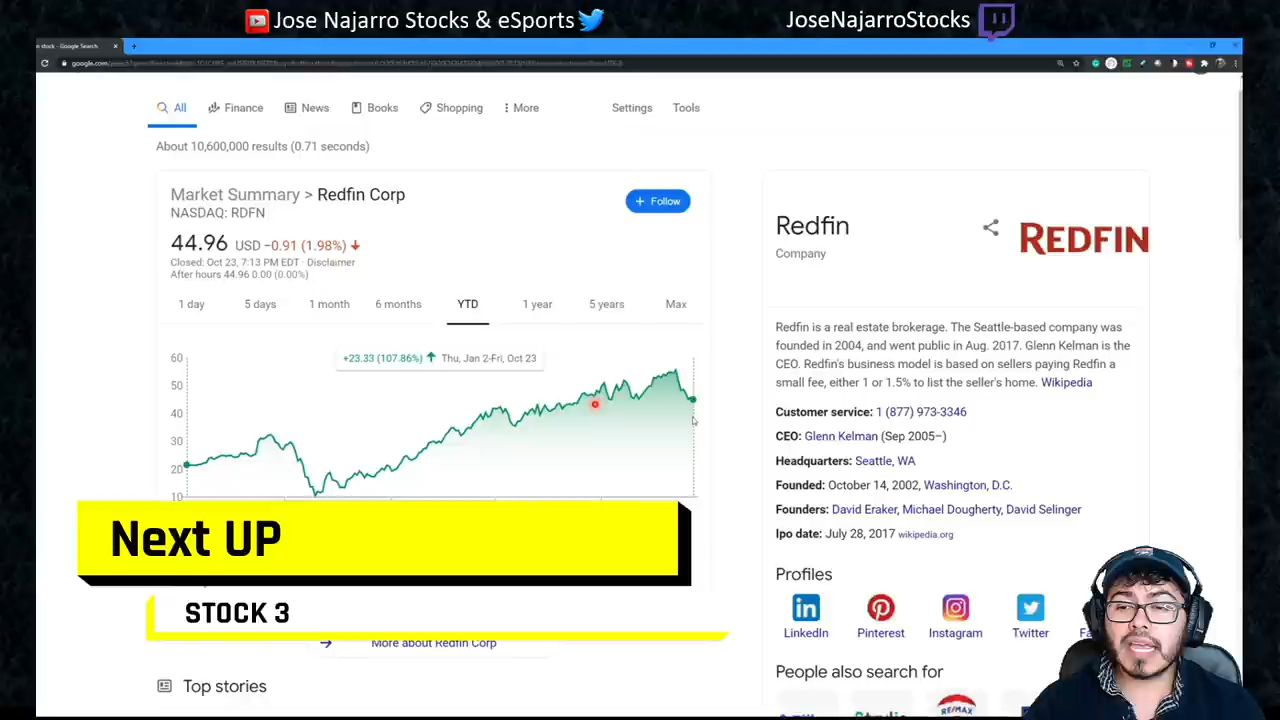 Jose Najarro Stocks & eSports
JoseNajarroStocks
n stock - Google Search
All
Finance
News
Books
Shopping
More
Settings
Tools
About 10,600,000 results (0.71 seconds)
Market Summary > Redfin Corp
NASDAQ: RDFN
Follow
44.96 USD −0.91 (1.98%)
Closed: Oct 23, 7:13 PM EDT · Disclaimer
After hours 44.96 0.00 (0.00%)
1 day
5 days
1 month
6 months
YTD
1 year
5 years
Max
+23.33 (107.86%) Thu, Jan 2-Fri, Oct 23
60
50
40
30
20
10
Next UP
STOCK 3
More about Redfin Corp
Top stories
Redfin
Company
REDFIN
Redfin is a real estate brokerage. The Seattle-based company was
founded in 2004, and went public in Aug. 2017. Glenn Kelman is the
CEO. Redfin's business model is based on sellers paying Redfin a
small fee, either 1 or 1.5% to list the seller's home. Wikipedia
Customer service: 1 (877) 973-3346
CEO: Glenn Kelman (Sep 2005–)
Headquarters: Seattle, WA
Founded: October 14, 2002, Washington, D.C.
Founders: David Eraker, Michael Dougherty, David Selinger
Ipo date: July 28, 2017 wikipedia.org
Profiles
LinkedIn
Pinterest
Instagram
Twitter
People also search for
RE/MAX